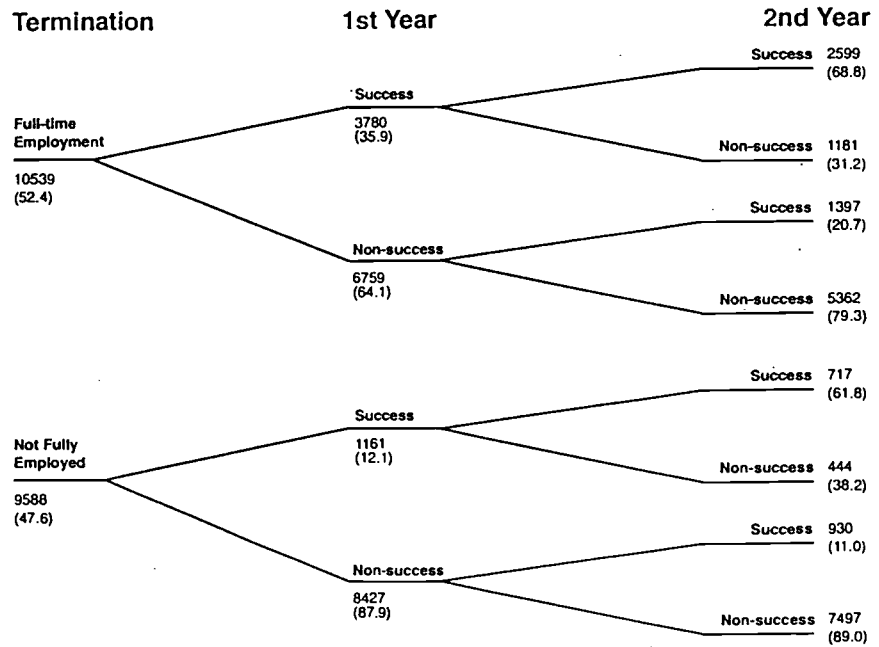 Termination 1st Year 2nd Year
Success 2599
(68.8)
Success
3780
(35.9)
Full-time
Employment
10539
(52.4)
Non-success 1181
(31.2)
Success 1397
(20.7)
Non-success
6759
(64.1)
Non-success 5362
(79.3)
Success 717
(61.8)
Success
1161
(12.1)
Not Fully
Employed
9588
(47.6)
Non-success 444
(38.2)
Success 930
(11.0)
Non-success
8427
(87.9)
Non-success 7497
(89.0)